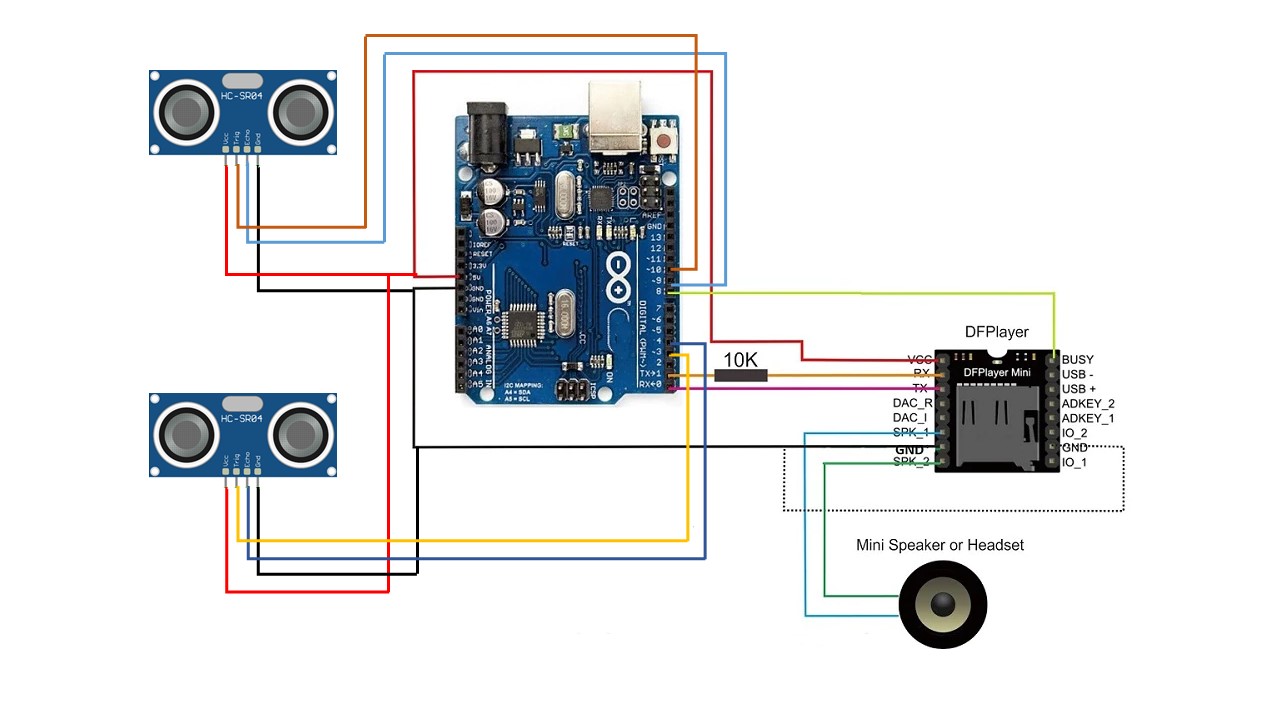 HC-SR04
Vcc
Trig
Echo
Gnd
HC-SR04
Vcc
Trig
Echo
Gnd
RX
TX
L
RESET
AREF
GND
13
12
~11
~10
~9
8
7
~6
~5
4
~3
2
TX→1
RX←0
DIGITAL (PWM~)
IOREF
RESET
3.3V
5V
GND
GND
Vin
A0
A1
A2
A3
A4
A5
POWER
ANALOG IN
16.000H
ON
ICSP
I2C MAPPING:
A4 = SDA
A5 = SCL
10K
DFPlayer
DFPlayer Mini
VCC
RX
TX
DAC_R
DAC_I
SPK_1
GND
SPK_2
BUSY
USB -
USB +
ADKEY_2
ADKEY_1
IO_2
GND
IO_1
Mini Speaker or Headset